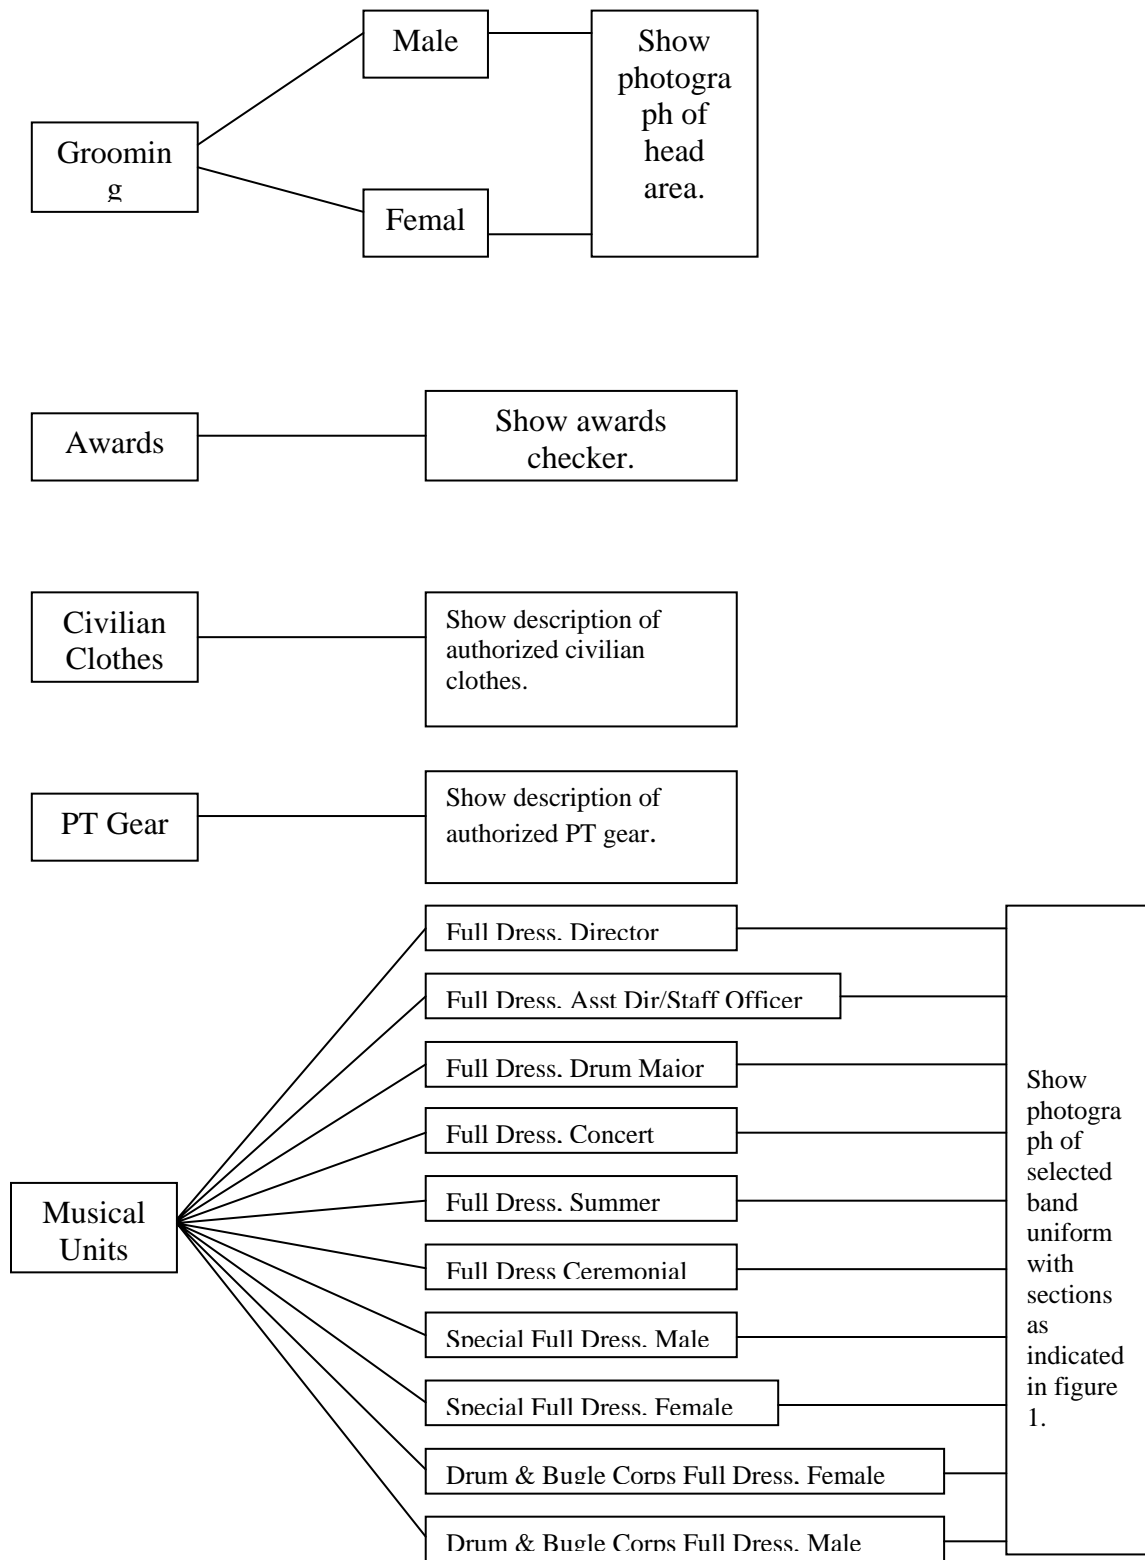 Male
Show
photogra
ph of
head
area.
Groomin
g
Femal
Awards
Show awards
checker.
Civilian
Clothes
Show description of
authorized civilian
clothes.
PT Gear
Show description of
authorized PT gear.
Full Dress, Director
Full Dress, Asst Dir/Staff Officer
Full Dress, Drum Major
Full Dress, Concert
Full Dress, Summer
Full Dress Ceremonial
Special Full Dress, Male
Special Full Dress, Female
Drum & Bugle Corps Full Dress, Female
Drum & Bugle Corps Full Dress, Male
Musical
Units
Show
photogra
ph of
selected
band
uniform
with
sections
as
indicated
in figure
1.